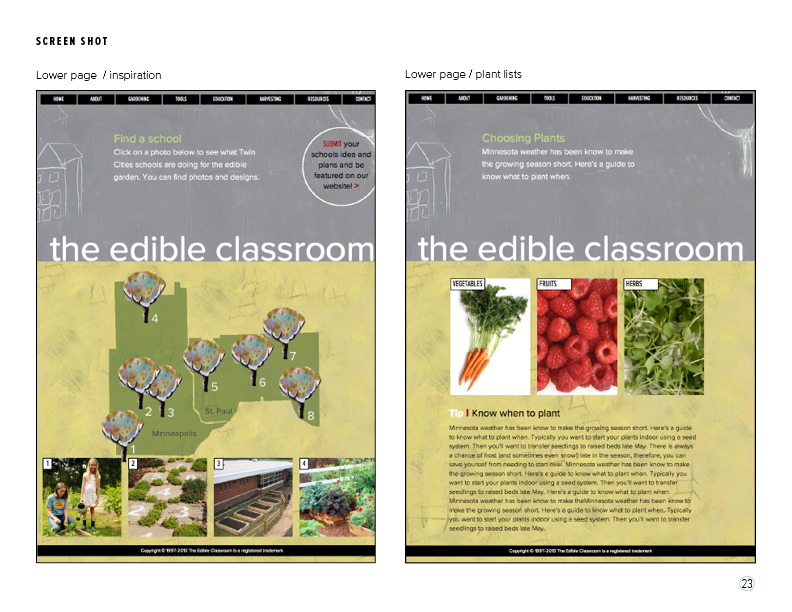 SCREEN SHOT
Lower page / inspiration
HOME ABOUT GARDENING TOOLS EDUCATION HARVESTING RESOURCES CONTACT
Find a school
Click on a photo below to see what Twin
Cities schools are doing for the edible
garden. You can find photos and designs.
SUBMIT your
schools idea and
plans and be
featured on our
website! >
the edible classroom
4
7
5
6
2
3
8
St. Paul
Minneapolis
1
1 2 3 4
Copyright © 1997-2013 The Edible Classroom is a registered trademark
Lower page / plant lists
HOME ABOUT GARDENING TOOLS EDUCATION HARVESTING RESOURCES CONTACT
Choosing Plants
Minnesota weather has been know to make
the growing season short. Here's a guide to
know what to plant when.
the edible classroom
VEGETABLES FRUITS HERBS
Tip | Know when to plant
Minnesota weather has been know to make the growing season short. Here's a guide
to know what to plant when. Typically you want to start your plants indoor using a seed
system. Then you'll want to transfer seedlings to raised beds late May. There is always
a chance of frost (and sometimes even snow!) late in the season, therefore, you can
save yourself from needing to start over. Minnesota weather has been know to make
the growing season short. Here's a guide to know what to plant when. Typically you
want to start your plants indoor using a seed system. Then you'll want to transfer
seedlings to raised beds late May. Here's a guide to know what to plant when.
Minnesota weather has been know to make theMinnesota weather has been know to
make the growing season short. Here's a guide to know what to plant when. Typically
you want to start your plants indoor using a seed system. Then you'll want to transfer
seedlings to raised beds late May.
Copyright © 1997-2013 The Edible Classroom is a registered trademark
23